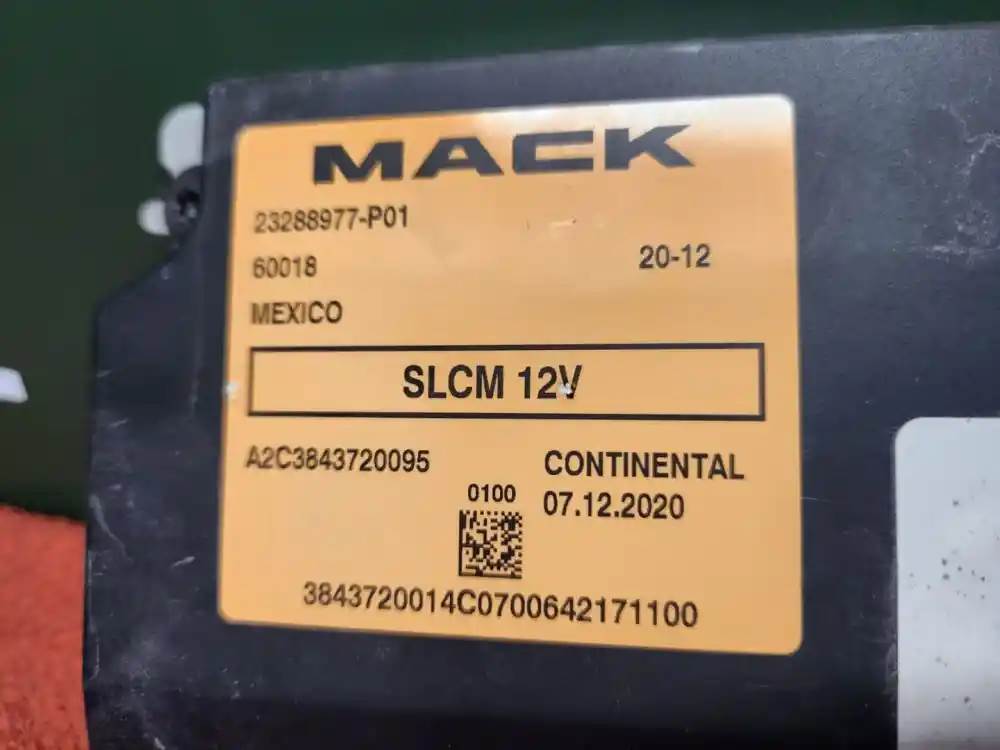 MACK
23288977-P01
60018 20-12
MEXICO
SLCM 12V
A2C3843720095 CONTINENTAL
0100 07.12.2020
3843720014C0700642171100